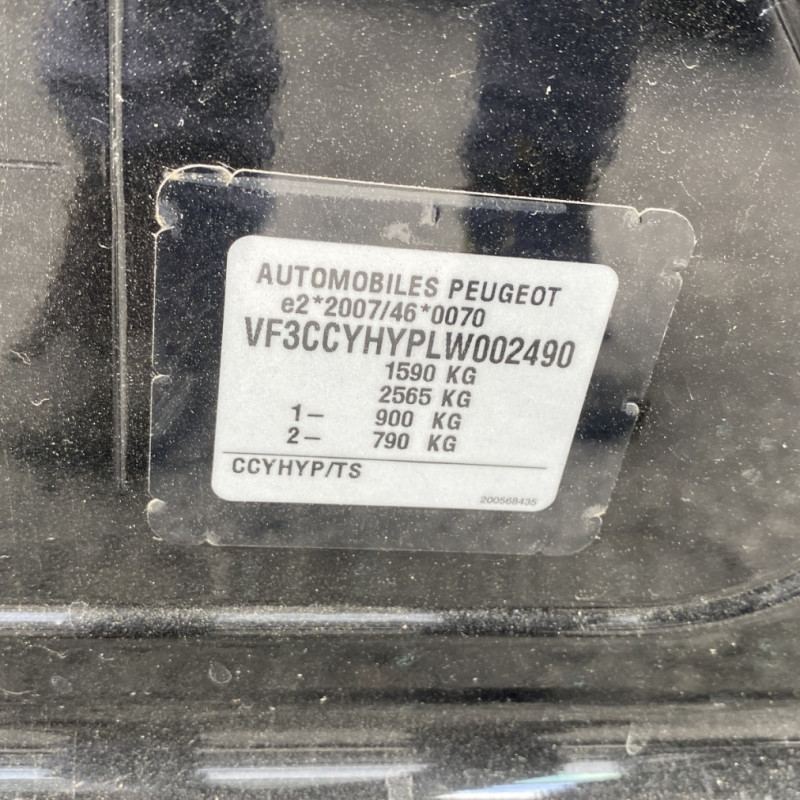 AUTOMOBILES PEUGEOT
e2*2007/46*0070
VF3CCYHYPLW002490
1590 KG
2565 KG
1– 900 KG
2– 790 KG
CCYHYP/TS
200568435